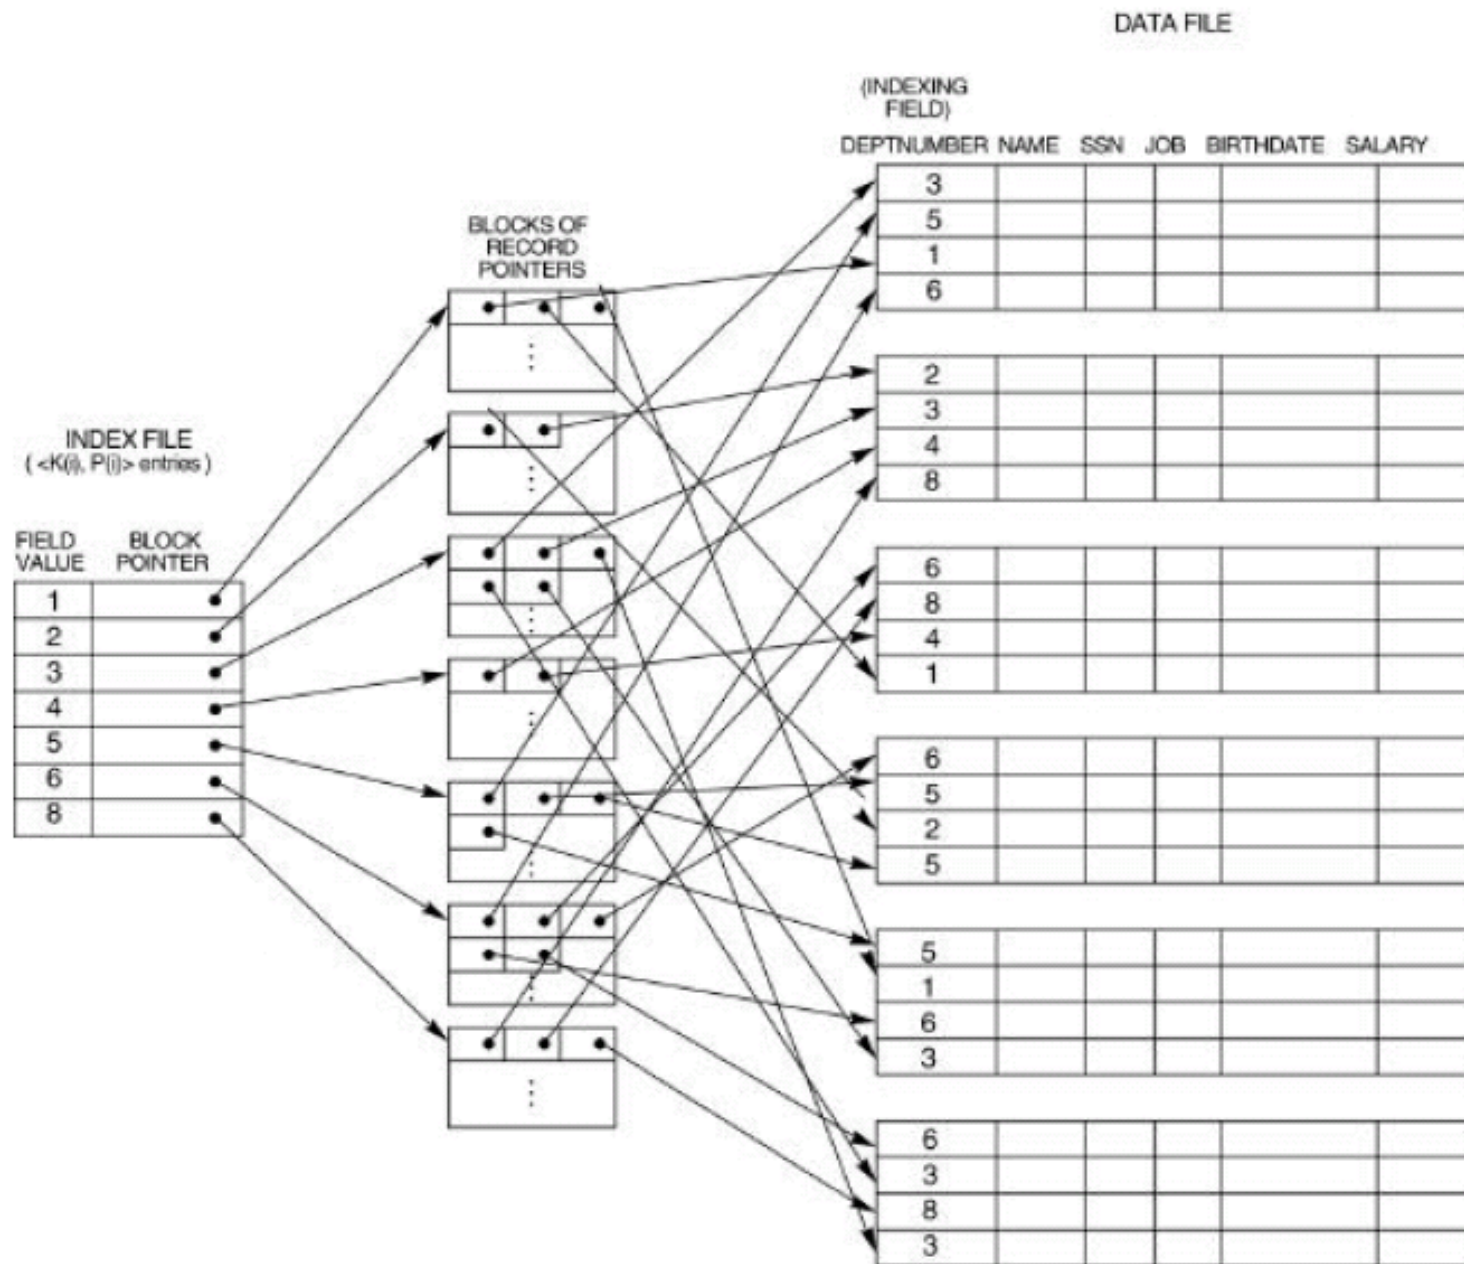 DATA FILE
(INDEXING
FIELD)
DEPTNUMBER NAME SSN JOB BIRTHDATE SALARY
3
5
1
6
2
3
4
8
6
8
4
1
6
5
2
5
5
1
6
3
6
3
8
3
BLOCKS OF
RECORD
POINTERS
INDEX FILE
( <K(i), P(i)> entries )
FIELD BLOCK
VALUE POINTER
1
2
3
4
5
6
8